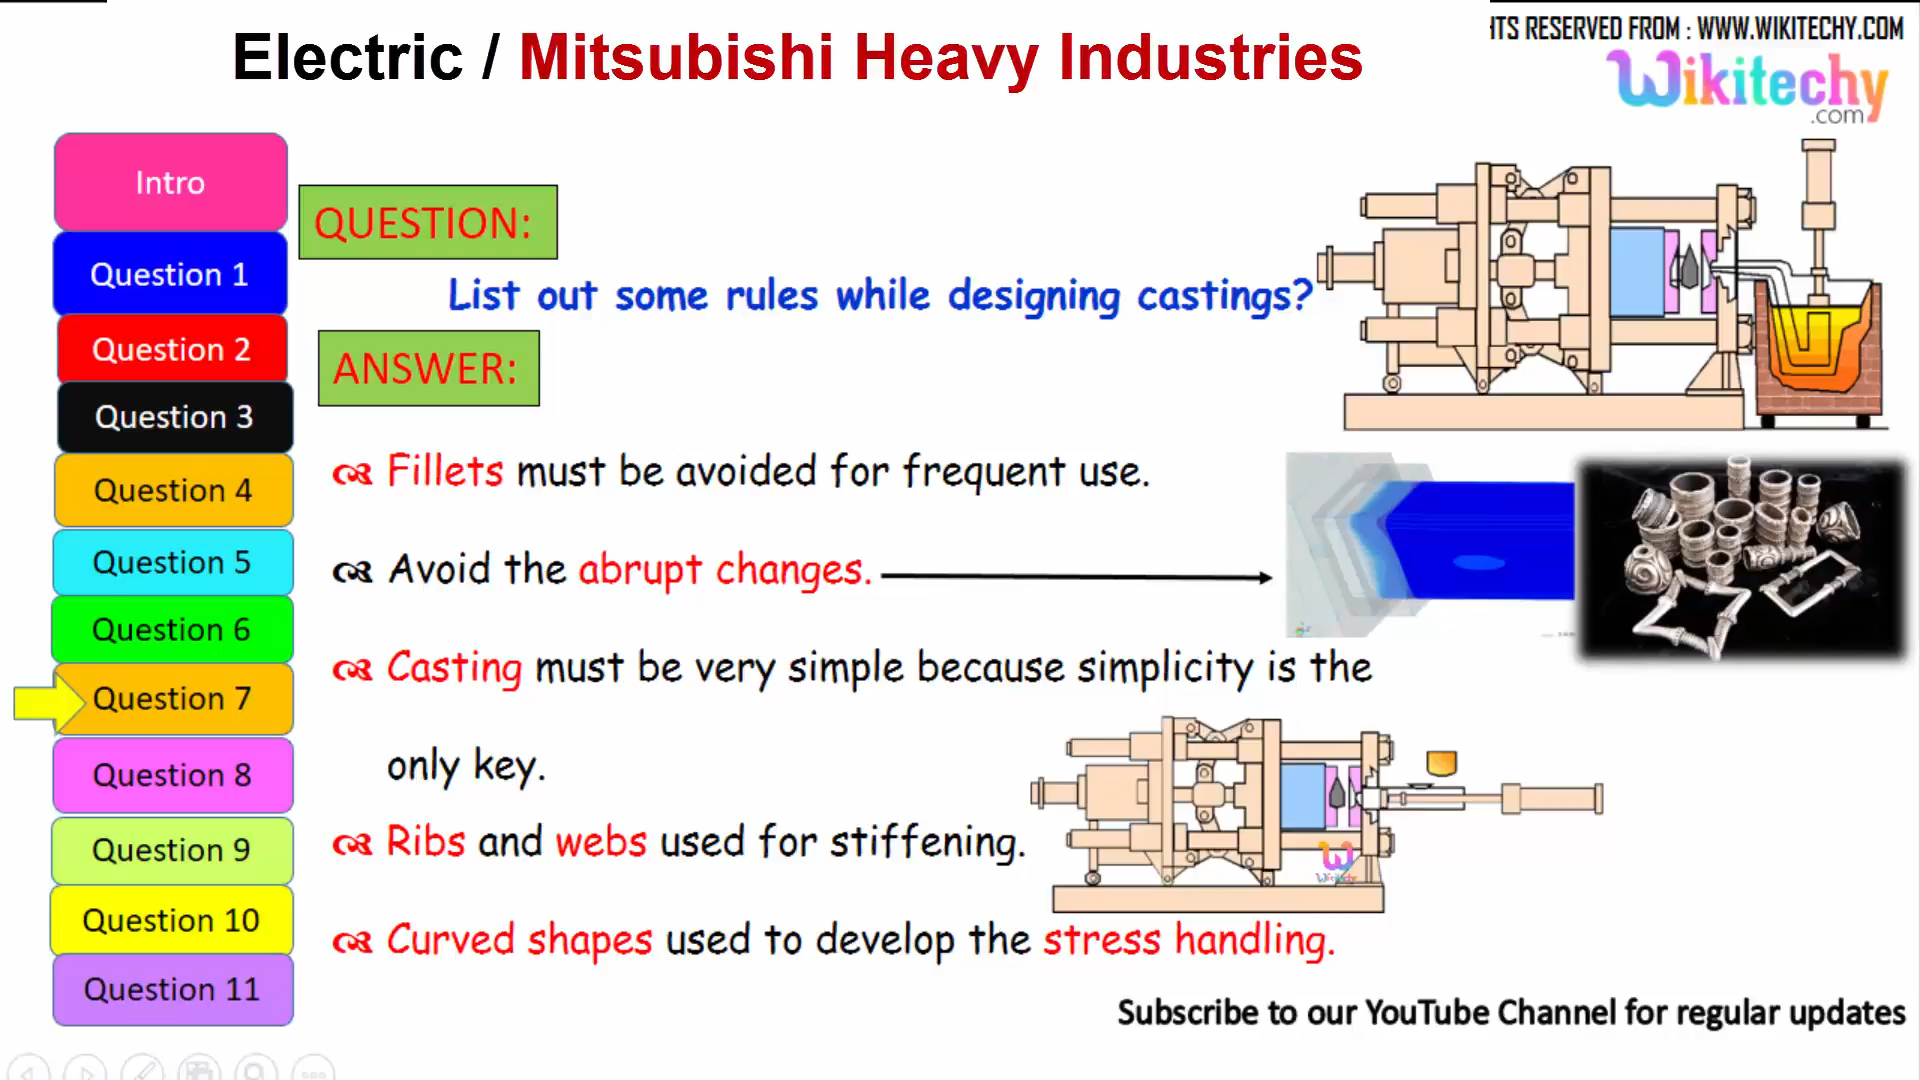 HTS RESERVED FROM : WWW.WIKITECHY.COM
Electric / Mitsubishi Heavy Industries
Wikitechy
.com
Intro
Question 1
Question 2
Question 3
Question 4
Question 5
Question 6
Question 7
Question 8
Question 9
Question 10
Question 11
QUESTION:
List out some rules while designing castings?
ANSWER:
Fillets must be avoided for frequent use.
Avoid the abrupt changes.
Casting must be very simple because simplicity is the
only key.
Ribs and webs used for stiffening.
Wikitechy
Curved shapes used to develop the stress handling.
Subscribe to our YouTube Channel for regular updates